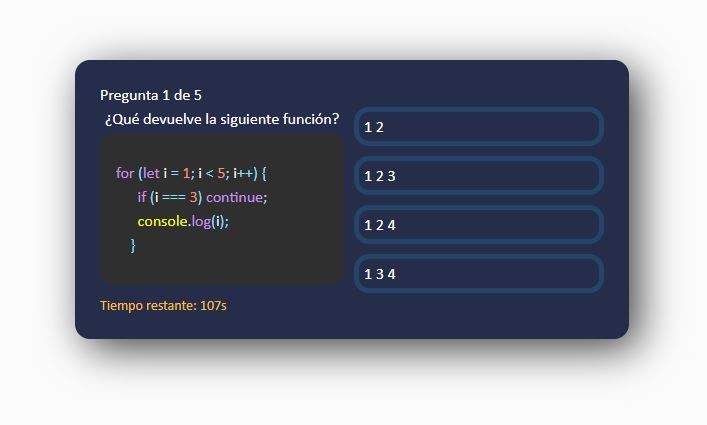 Pregunta 1 de 5
¿Qué devuelve la siguiente función?
for (let i = 1; i < 5; i++) {
if (i === 3) continue;
console.log(i);
}
Tiempo restante: 107s
1 2
1 2 3
1 2 4
1 3 4